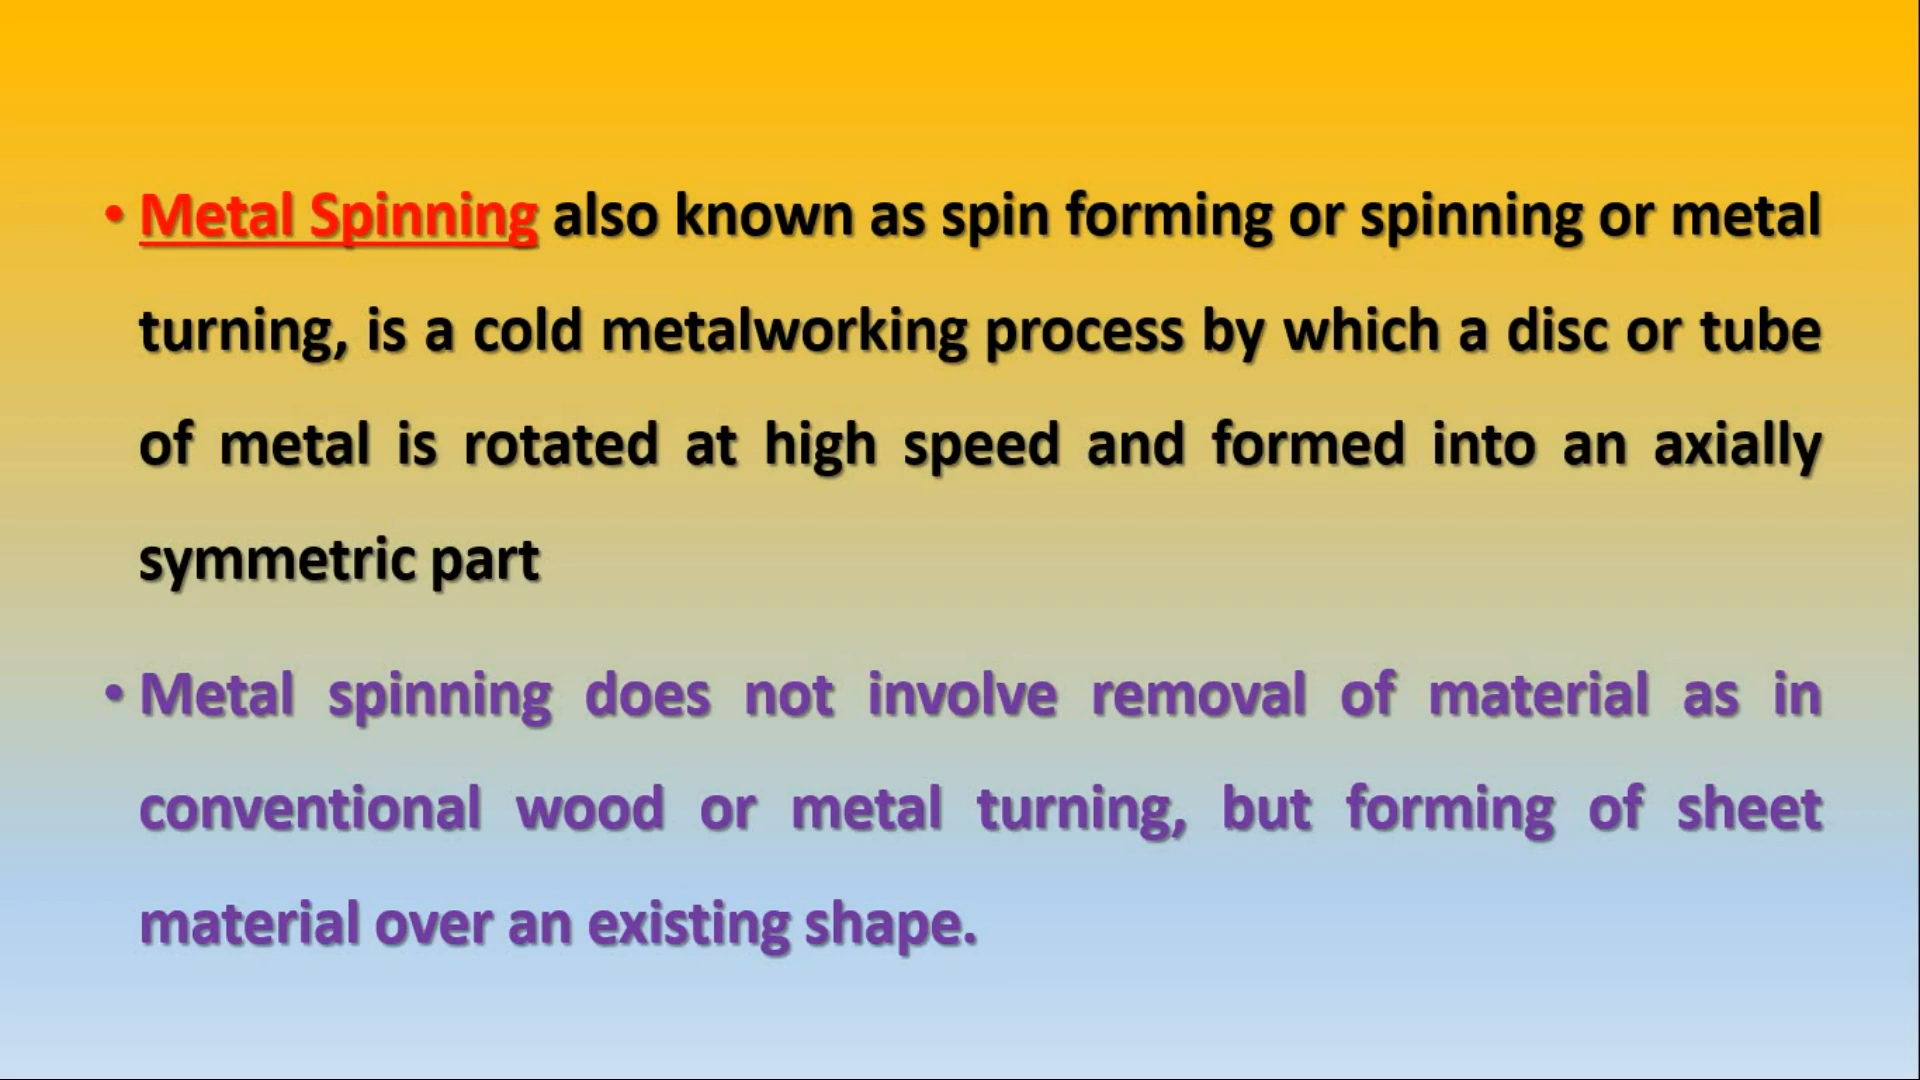 • Metal Spinning also known as spin forming or spinning or metal
turning, is a cold metalworking process by which a disc or tube
of metal is rotated at high speed and formed into an axially
symmetric part
• Metal spinning does not involve removal of material as in
conventional wood or metal turning, but forming of sheet
material over an existing shape.